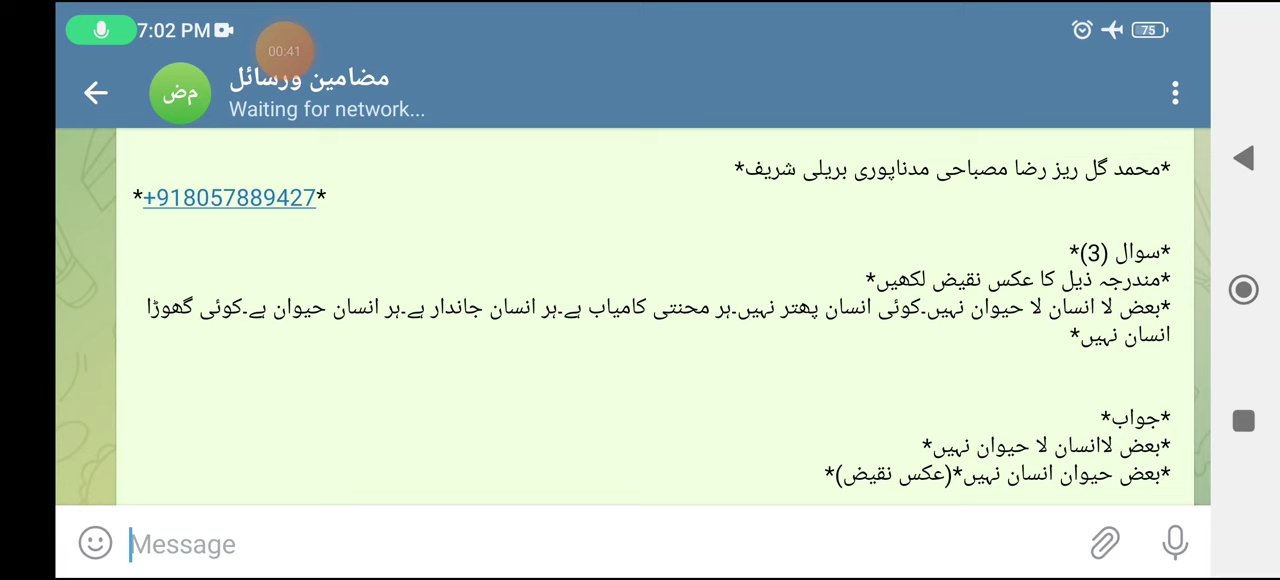 7:02 PM
00:41
75
مض
مضامین ورسائل
Waiting for network...
*محمد گل ریز رضا مصباحی مدناپوری بریلی شریف*
*+918057889427*
*سوال (3)*
*مندرجہ ذیل کا عکس نقیض لکھیں*
*بعض لا انسان لا حیوان نہیں۔کوئی انسان پھتر نہیں۔ہر محنتی کامیاب ہے۔ہر انسان جاندار ہے۔ہر انسان حیوان ہے۔کوئی گھوڑا
انسان نہیں*
*جواب*
*بعض لاانسان لا حیوان نہیں*
*بعض حیوان انسان نہیں*(عکس نقیض)*
Message